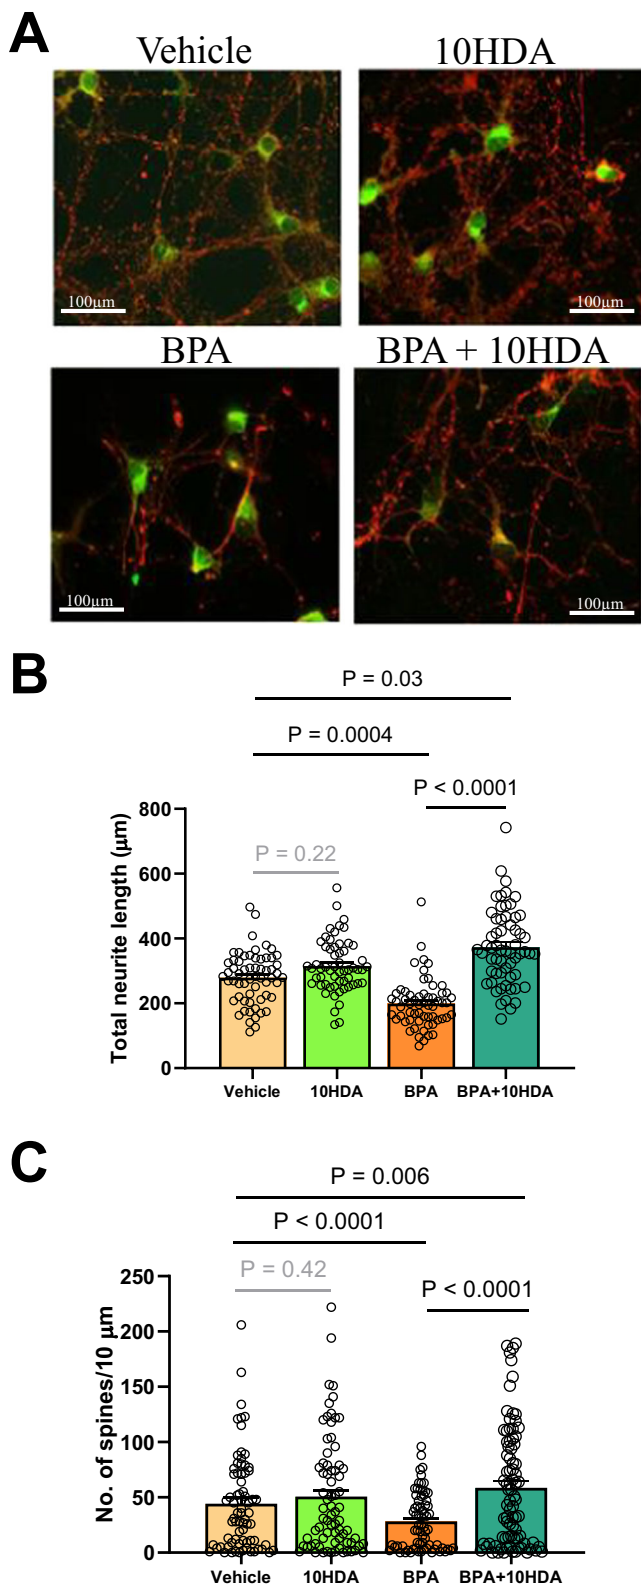 A
Vehicle 10HDA
100µm 100µm
BPA BPA + 10HDA
100µm 100µm
B
P = 0.03
P = 0.0004
P < 0.0001
P = 0.22
Total neurite length (µm)
800
600
400
200
0
Vehicle 10HDA BPA BPA+10HDA
C
P = 0.006
P < 0.0001
P = 0.42
P < 0.0001
No. of spines/10 µm
250
200
150
100
50
0
Vehicle 10HDA BPA BPA+10HDA